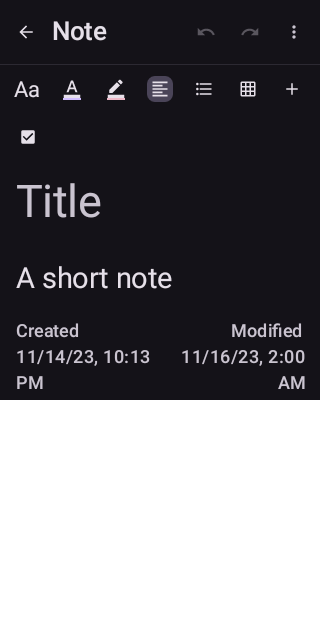 Note
Aa A
Title
A short note
Created Modified
11/14/23, 10:13 11/16/23, 2:00
PM AM